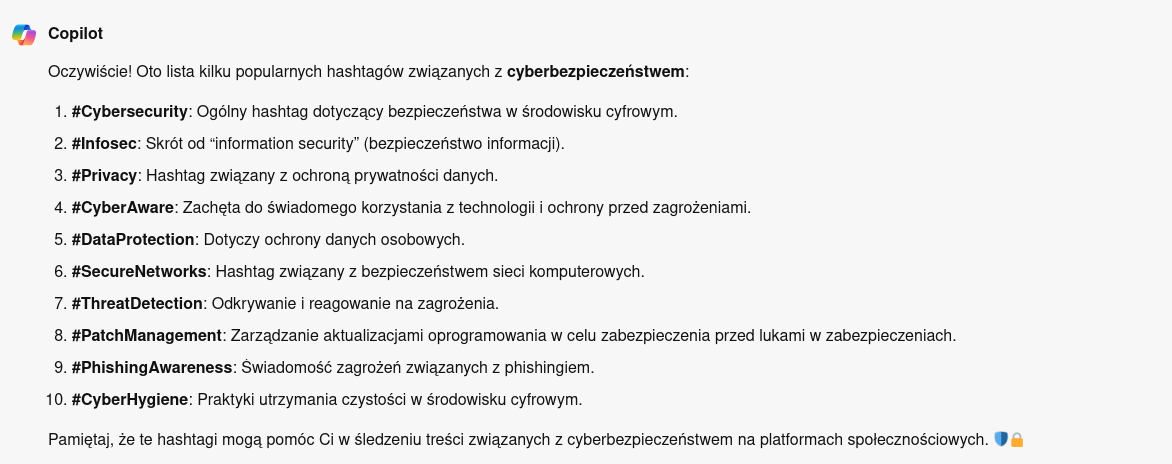 Copilot
Oczywiście! Oto lista kilku popularnych hashtagów związanych z cyberbezpieczeństwem:
1. #Cybersecurity: Ogólny hashtag dotyczący bezpieczeństwa w środowisku cyfrowym.
2. #Infosec: Skrót od “information security” (bezpieczeństwo informacji).
3. #Privacy: Hashtag związany z ochroną prywatności danych.
4. #CyberAware: Zachęta do świadomego korzystania z technologii i ochrony przed zagrożeniami.
5. #DataProtection: Dotyczy ochrony danych osobowych.
6. #SecureNetworks: Hashtag związany z bezpieczeństwem sieci komputerowych.
7. #ThreatDetection: Odkrywanie i reagowanie na zagrożenia.
8. #PatchManagement: Zarządzanie aktualizacjami oprogramowania w celu zabezpieczenia przed lukami w zabezpieczeniach.
9. #PhishingAwareness: Świadomość zagrożeń związanych z phishingiem.
10. #CyberHygiene: Praktyki utrzymania czystości w środowisku cyfrowym.
Pamiętaj, że te hashtagi mogą pomóc Ci w śledzeniu treści związanych z cyberbezpieczeństwem na platformach społecznościowych. 🛡️🔒